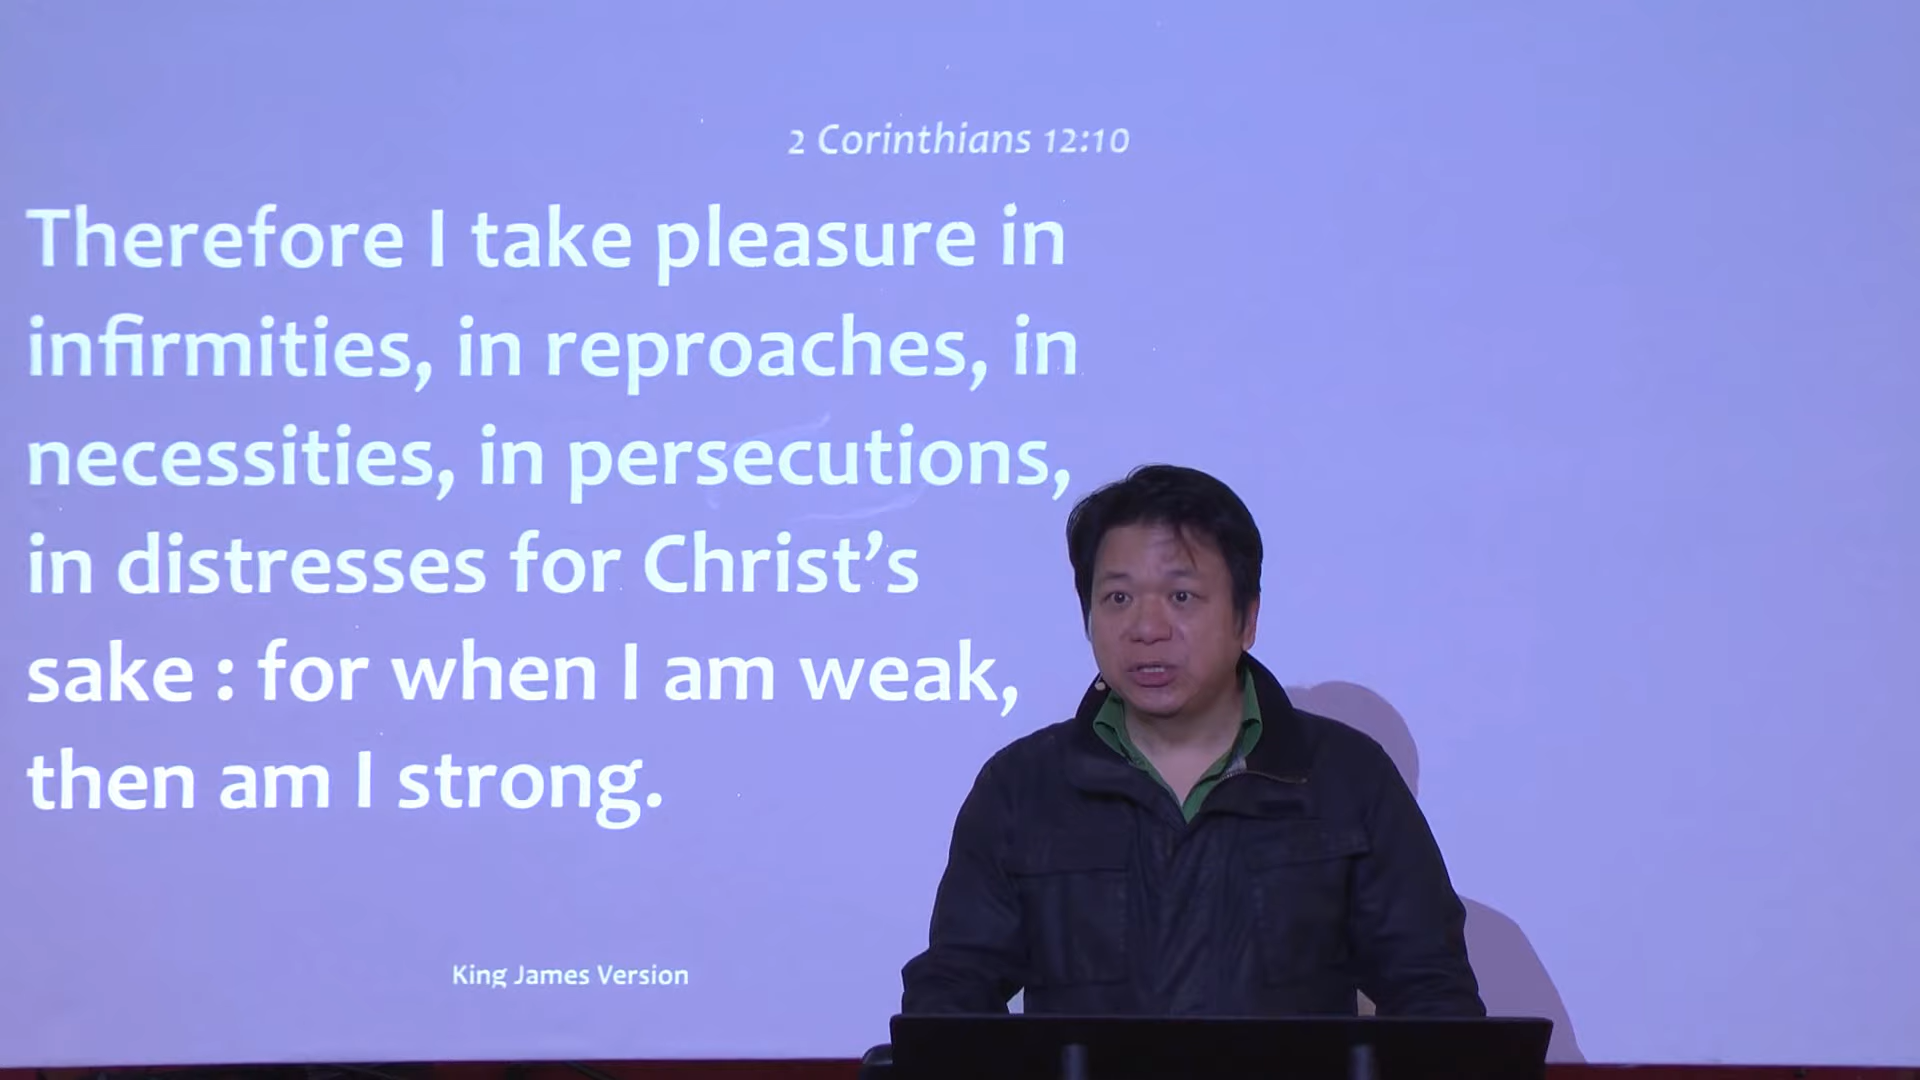 2 Corinthians 12:10
Therefore I take pleasure in
infirmities, in reproaches, in
necessities, in persecutions,
in distresses for Christ’s
sake : for when I am weak,
then am I strong.
King James Version